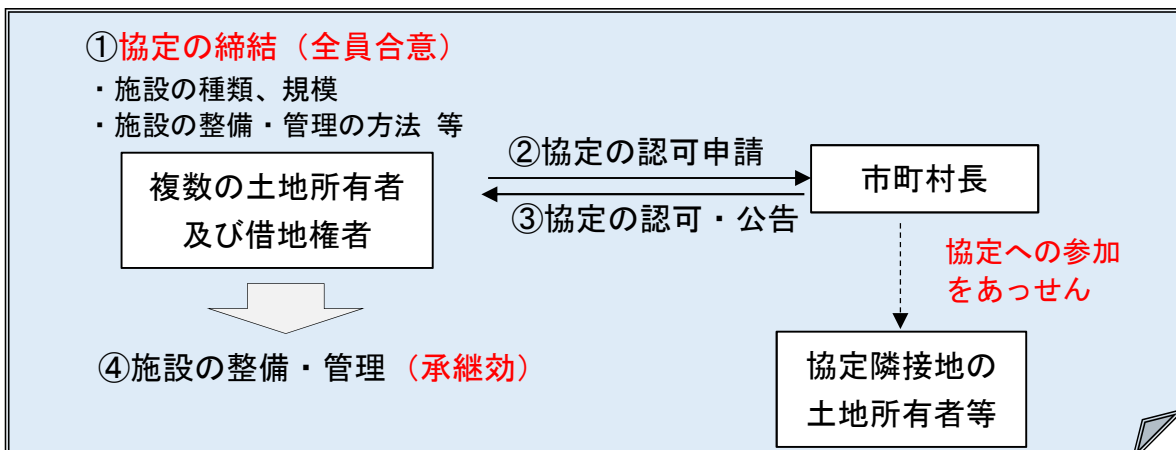 ①協定の締結（全員合意）
・施設の種類、規模
・施設の整備・管理の方法 等
複数の土地所有者
及び借地権者
②協定の認可申請
③協定の認可・公告
市町村長
協定への参加
をあっせん
④施設の整備・管理（承継効）
協定隣接地の
土地所有者等